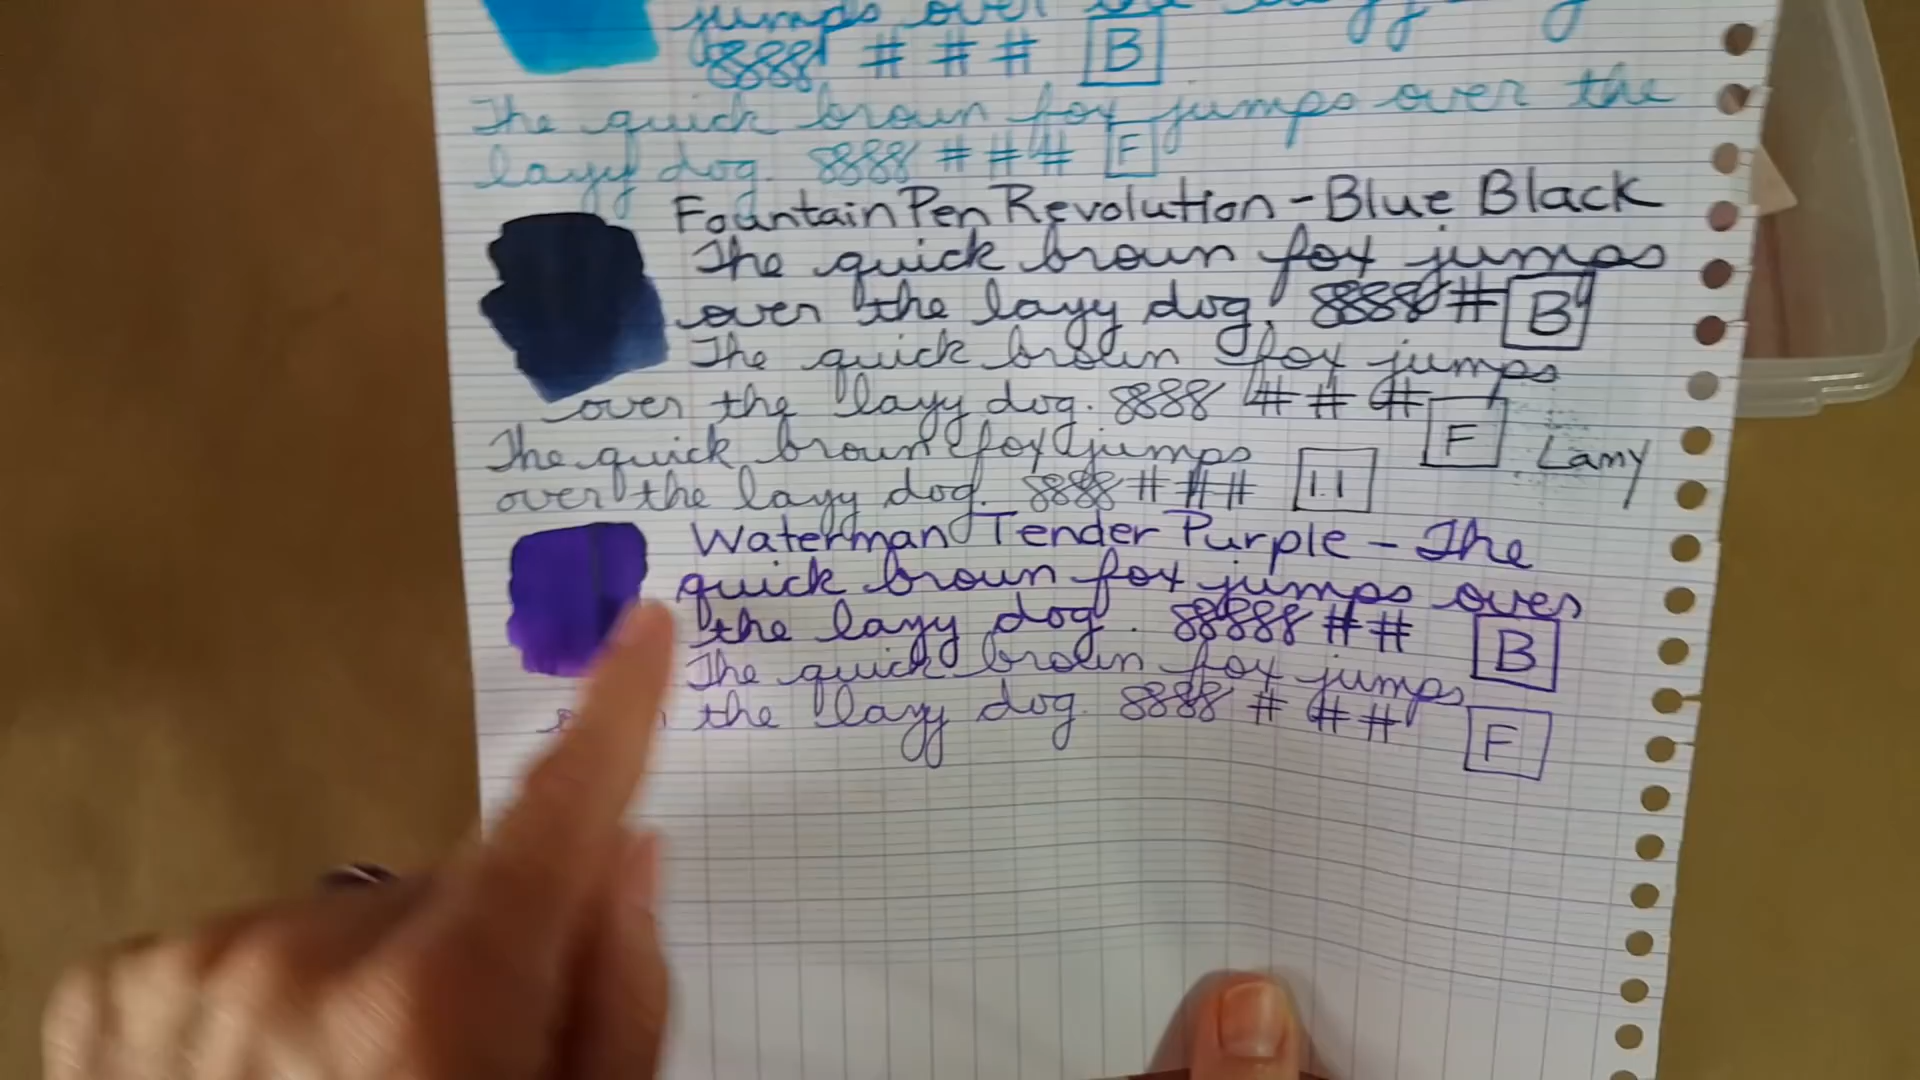 jumps over the lazy dog
8888 # # # B
The quick brown fox jumps over the
lazy dog. 8888 # # # F
Fountain Pen Revolution - Blue Black
The quick brown fox jumps
over the lazy dog. 8888 # B
The quick brown fox jumps
over the lazy dog. 8888 # # # F Lamy
The quick brown fox jumps
over the lazy dog. 8888 # # # 1.1
Waterman Tender Purple - The
quick brown fox jumps over
the lazy dog. 88888 # # B
The quick brown fox jumps
the lazy dog. 8888 # # # F